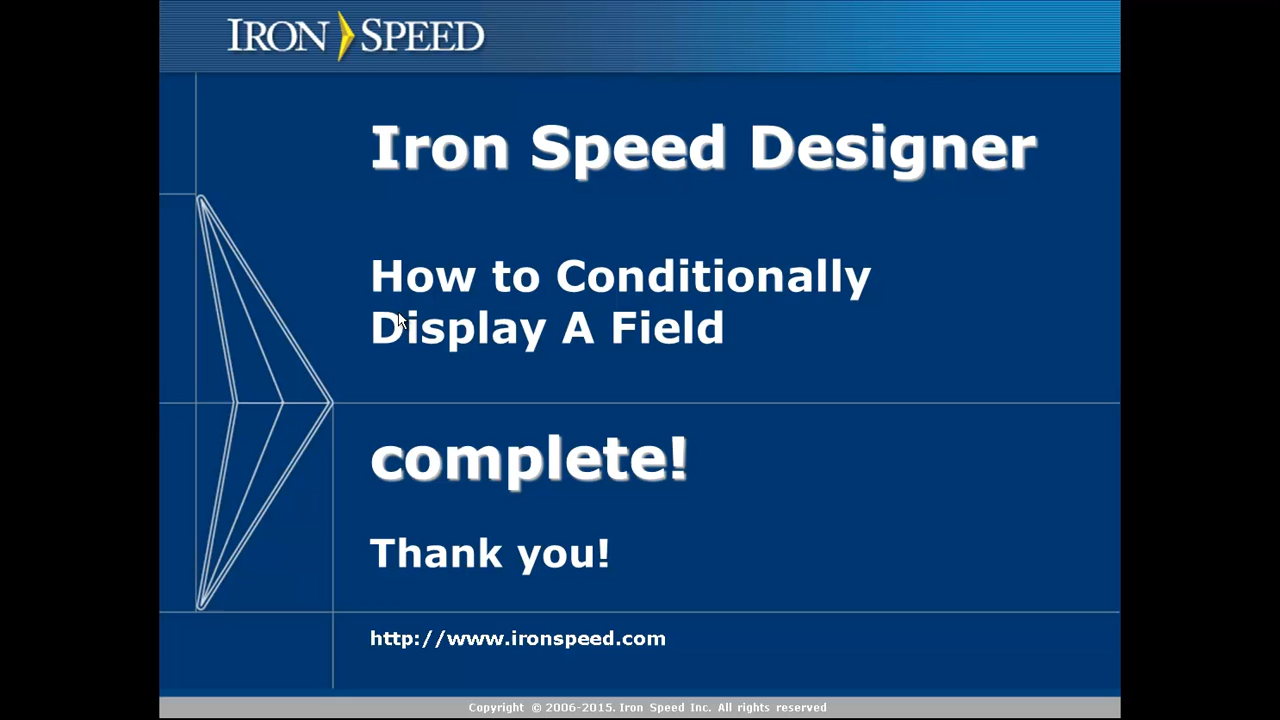 IRON SPEED
Iron Speed Designer
How to Conditionally
Display A Field
complete!
Thank you!
http://www.ironspeed.com
Copyright © 2006-2015. Iron Speed Inc. All rights reserved